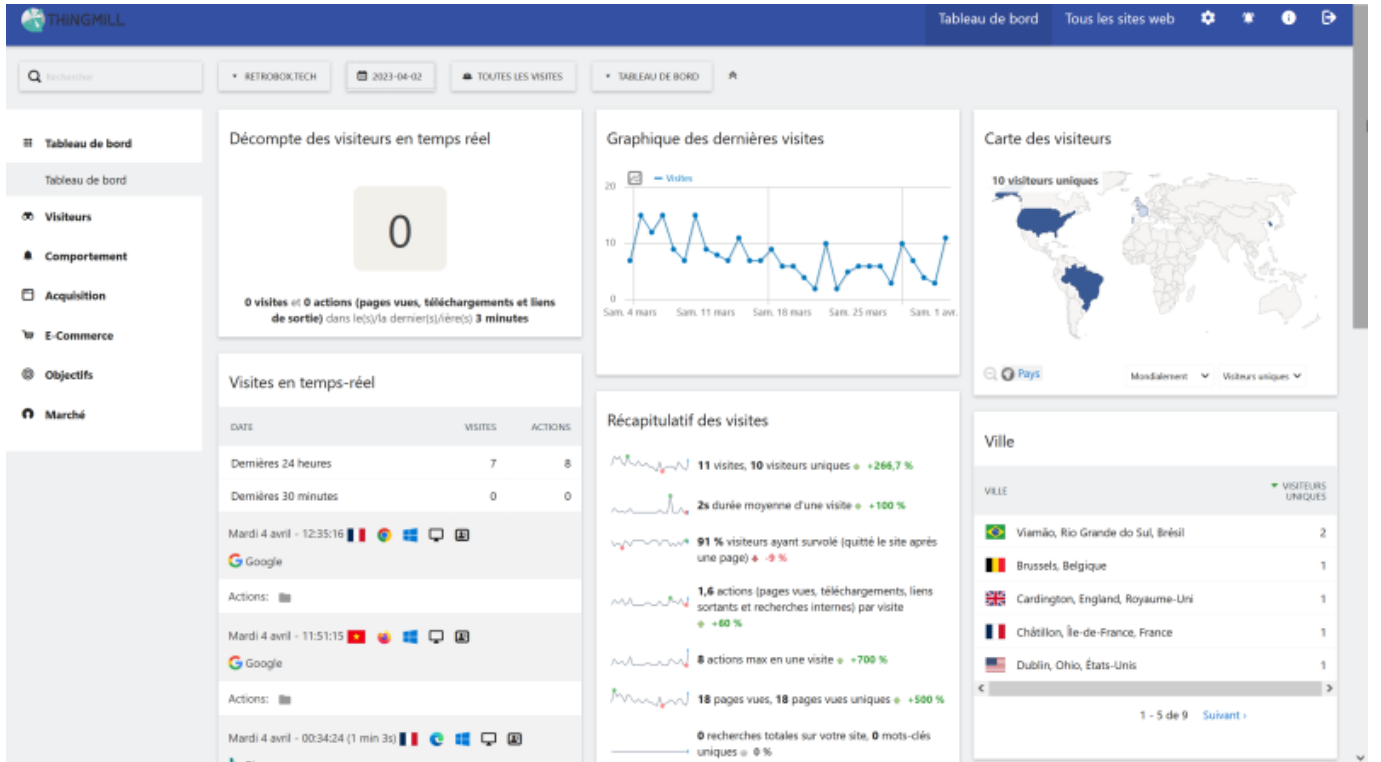 THINGMILL
Tableau de bord
Tous les sites web
Rechercher
RETROBOX.TECH
2023-04-02
TOUTES LES VISITES
TABLEAU DE BORD
Tableau de bord
Tableau de bord
Visiteurs
Comportement
Acquisition
E-Commerce
Objectifs
Marché
Décompte des visiteurs en temps réel
0
0 visites et 0 actions (pages vues, téléchargements et liens
de sortie) dans le(s)/la dernier(s)/ière(s) 3 minutes
Visites en temps-réel
DATE VISITES ACTIONS
Dernières 24 heures 7 8
Dernières 30 minutes 0 0
Mardi 4 avril - 12:35:16
Google
Actions:
Mardi 4 avril - 11:51:15
Google
Actions:
Mardi 4 avril - 00:34:24 (1 min 3s)
Graphique des dernières visites
Visites
20
10
0
Sam. 4 mars Sam. 11 mars Sam. 18 mars Sam. 25 mars Sam. 1 avr.
Récapitulatif des visites
11 visites, 10 visiteurs uniques +266,7 %
2s durée moyenne d'une visite +100 %
91 % visiteurs ayant survolé (quitté le site après
une page) -9 %
1,6 actions (pages vues, téléchargements, liens
sortants et recherches internes) par visite
+60 %
8 actions max en une visite +700 %
18 pages vues, 18 pages vues uniques +500 %
0 recherches totales sur votre site, 0 mots-clés
uniques 0 %
Carte des visiteurs
10 visiteurs uniques
Pays
Mondialement
Visiteurs uniques
Ville
VILLE VISITEURS
UNIQUES
Viamão, Rio Grande do Sul, Brésil 2
Brussels, Belgique 1
Cardington, England, Royaume-Uni 1
Châtillon, Île-de-France, France 1
Dublin, Ohio, États-Unis 1
1 - 5 de 9 Suivant ›